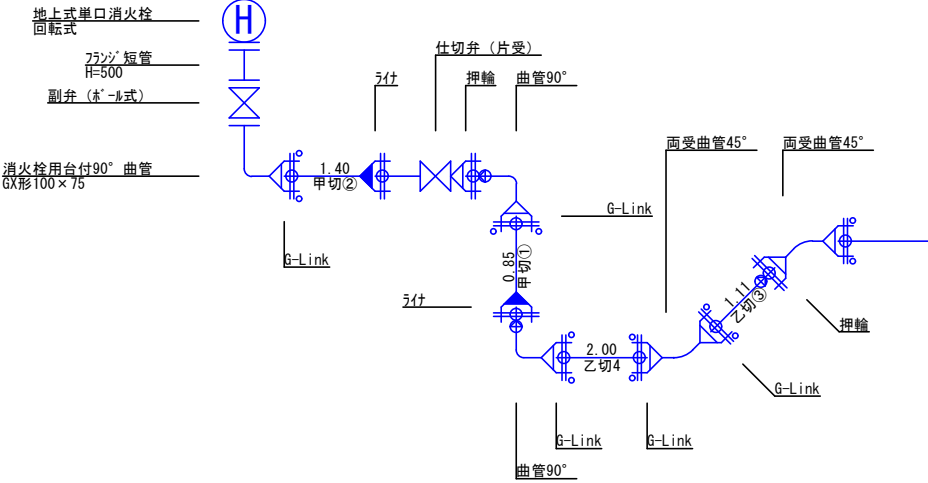 地上式単口消火栓
回転式
H
フランジ短管
H=500
副弁（ボール式）
消火栓用台付90° 曲管
GX形100×75
1.40
甲切②
G-Link
ライナ
仕切弁（片受）
押輪
曲管90°
G-Link
0.85
甲切①
ライナ
2.00
乙切4
曲管90°
G-Link
G-Link
両受曲管45°
両受曲管45°
1.11
乙切③
押輪
G-Link